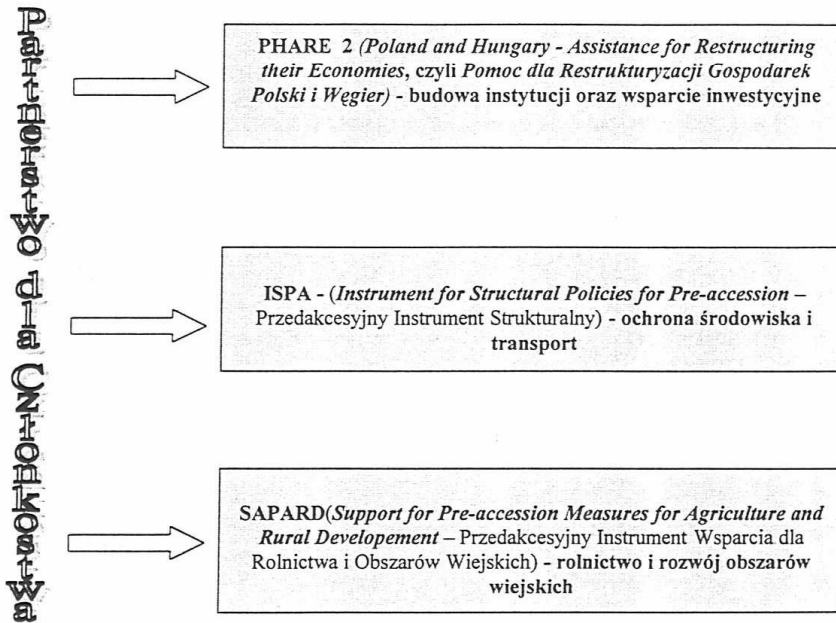 Partnerstwo dla Członkostwa
PHARE 2 (Poland and Hungary - Assistance for Restructuring
their Economies, czyli Pomoc dla Restrukturyzacji Gospodarek
Polski i Węgier) - budowa instytucji oraz wsparcie inwestycyjne
ISPA - (Instrument for Structural Policies for Pre-accession –
Przedakcesyjny Instrument Strukturalny) - ochrona środowiska i
transport
SAPARD(Support for Pre-accession Measures for Agriculture and
Rural Developement – Przedakcesyjny Instrument Wsparcia dla
Rolnictwa i Obszarów Wiejskich) - rolnictwo i rozwój obszarów
wiejskich